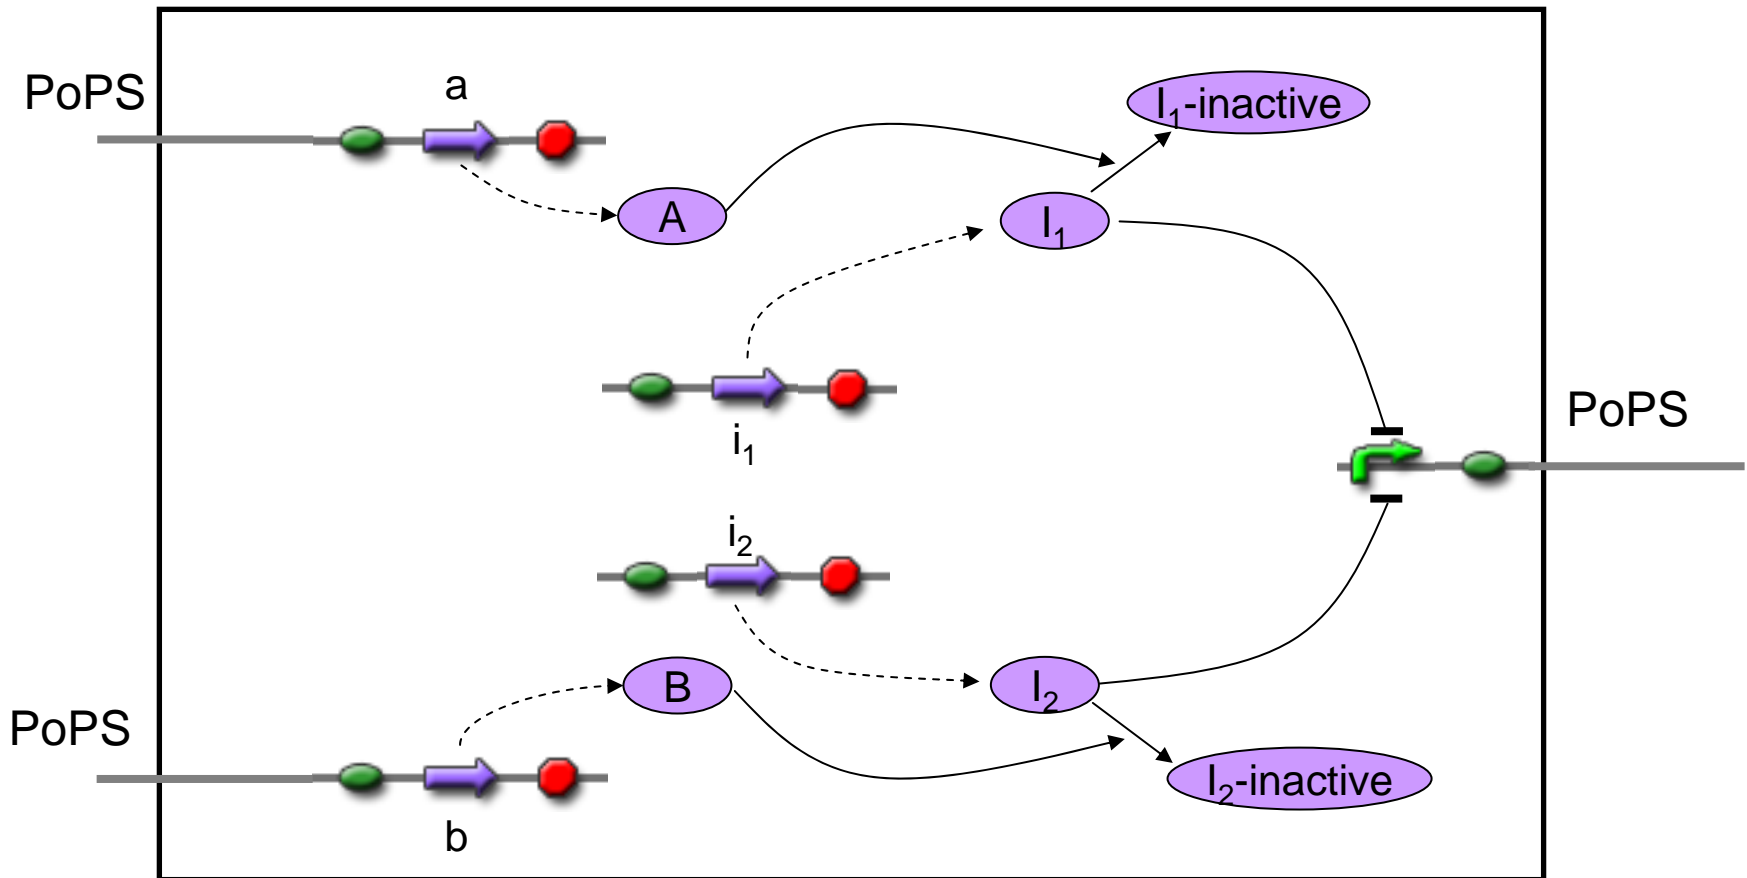 PoPS
a
I₁-inactive
A
I₁
i₁
PoPS
i₂
B
I₂
PoPS
I₂-inactive
b